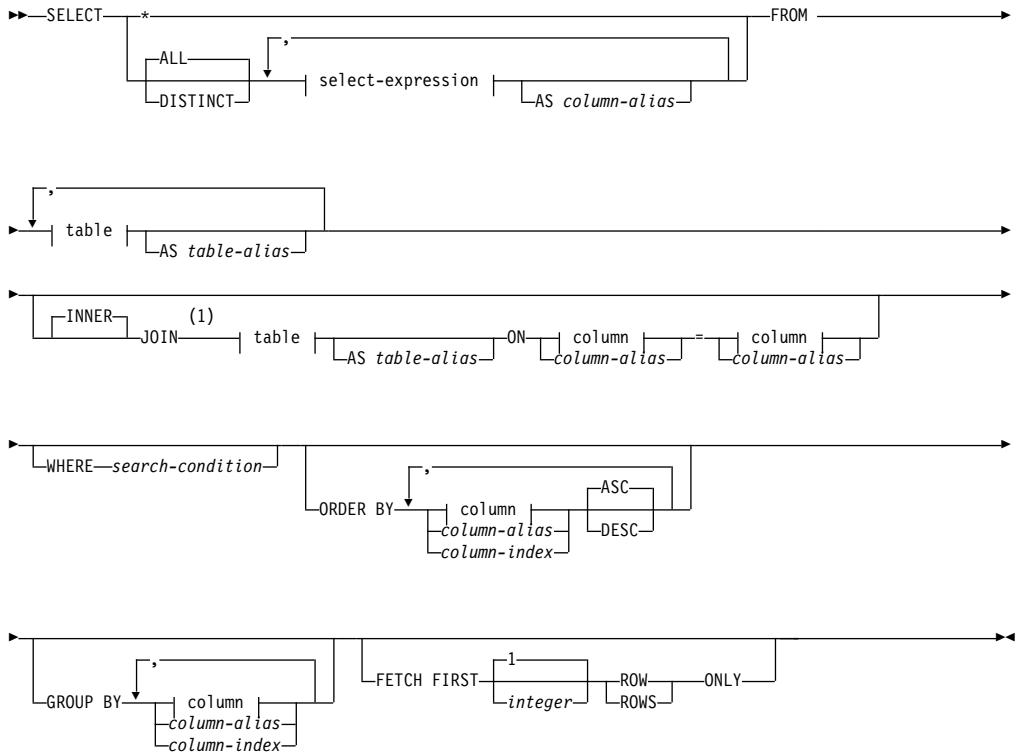 SELECT * FROM
ALL ,
DISTINCT select-expression AS column-alias
,
table AS table-alias
INNER (1)
JOIN table AS table-alias ON column = column
column-alias column-alias
WHERE search-condition
, ASC
ORDER BY column DESC
column-alias
column-index
, 1
GROUP BY column FETCH FIRST integer ROW ONLY
column-alias ROWS
column-index